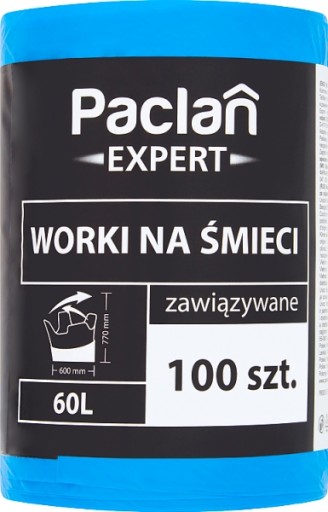 Paclan
EXPERT
WORKI NA ŚMIECI
zawiązywane
770 mm
600 mm
100 szt.
60L